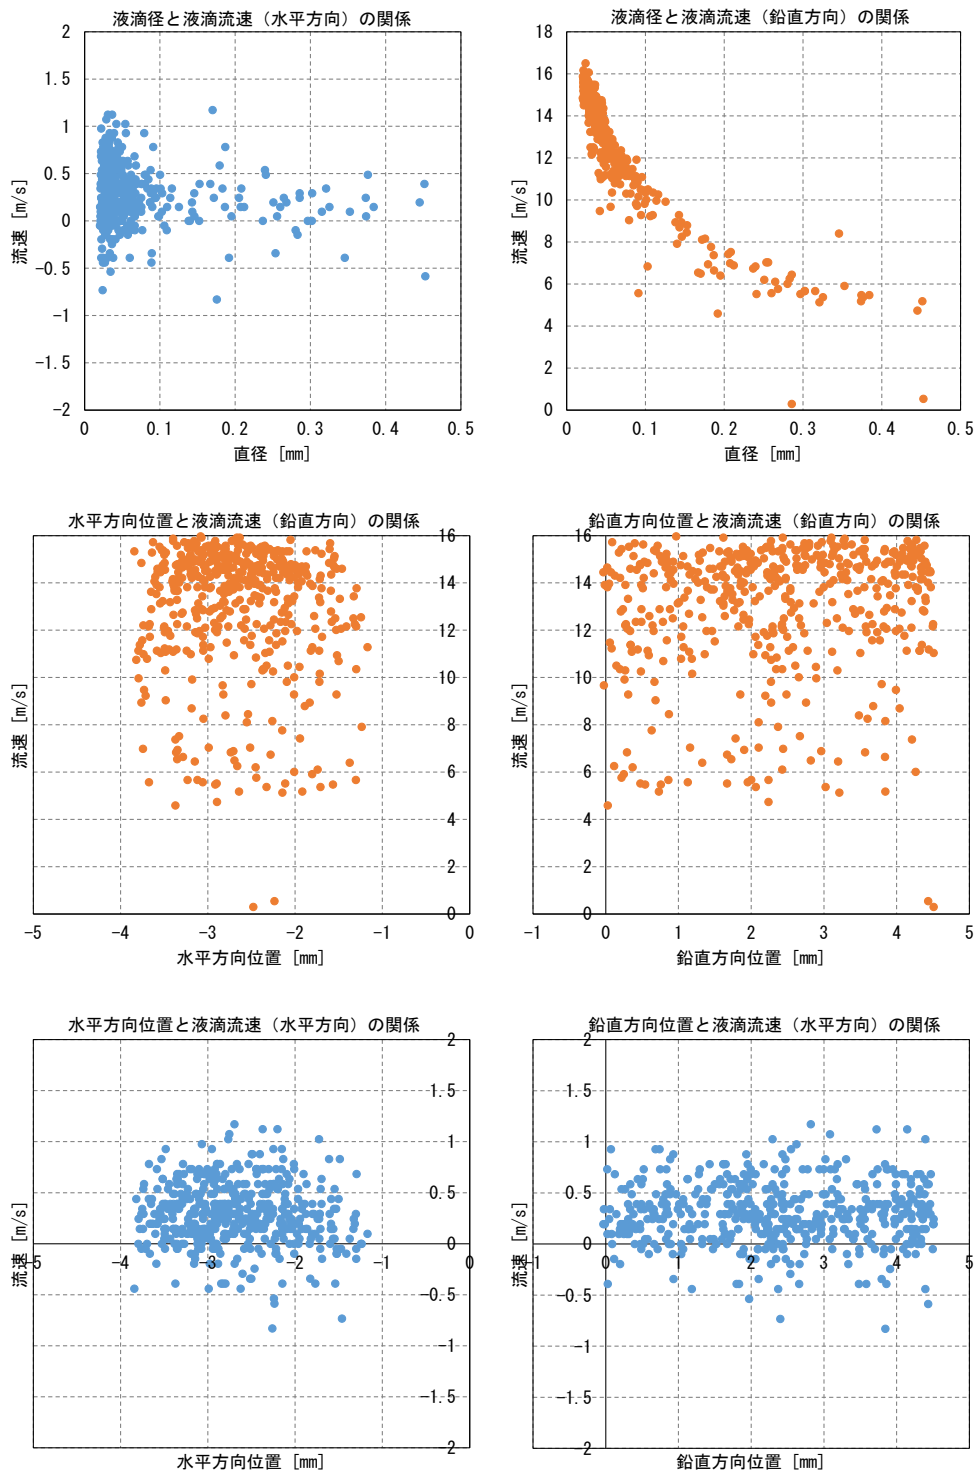 液滴径と液滴流速（水平方向）の関係
2
1.5
1
0.5
0
-0.5
-1
-1.5
-2
流速 [m/s]
0 0.1 0.2 0.3 0.4 0.5
直径 [mm]
液滴径と液滴流速（鉛直方向）の関係
18
16
14
12
10
8
6
4
2
0
流速 [m/s]
0 0.1 0.2 0.3 0.4 0.5
直径 [mm]
水平方向位置と液滴流速（鉛直方向）の関係
16
14
12
10
8
6
4
2
0
流速 [m/s]
-5 -4 -3 -2 -1 0
水平方向位置 [mm]
鉛直方向位置と液滴流速（鉛直方向）の関係
16
14
12
10
8
6
4
2
0
流速 [m/s]
-1 0 1 2 3 4 5
鉛直方向位置 [mm]
水平方向位置と液滴流速（水平方向）の関係
2
1.5
1
0.5
0
-0.5
-1
-1.5
-2
流速 [m/s]
-5 -4 -3 -2 -1 0
水平方向位置 [mm]
鉛直方向位置と液滴流速（水平方向）の関係
2
1.5
1
0.5
0
-0.5
-1
-1.5
-2
流速 [m/s]
-1 0 1 2 3 4 5
鉛直方向位置 [mm]